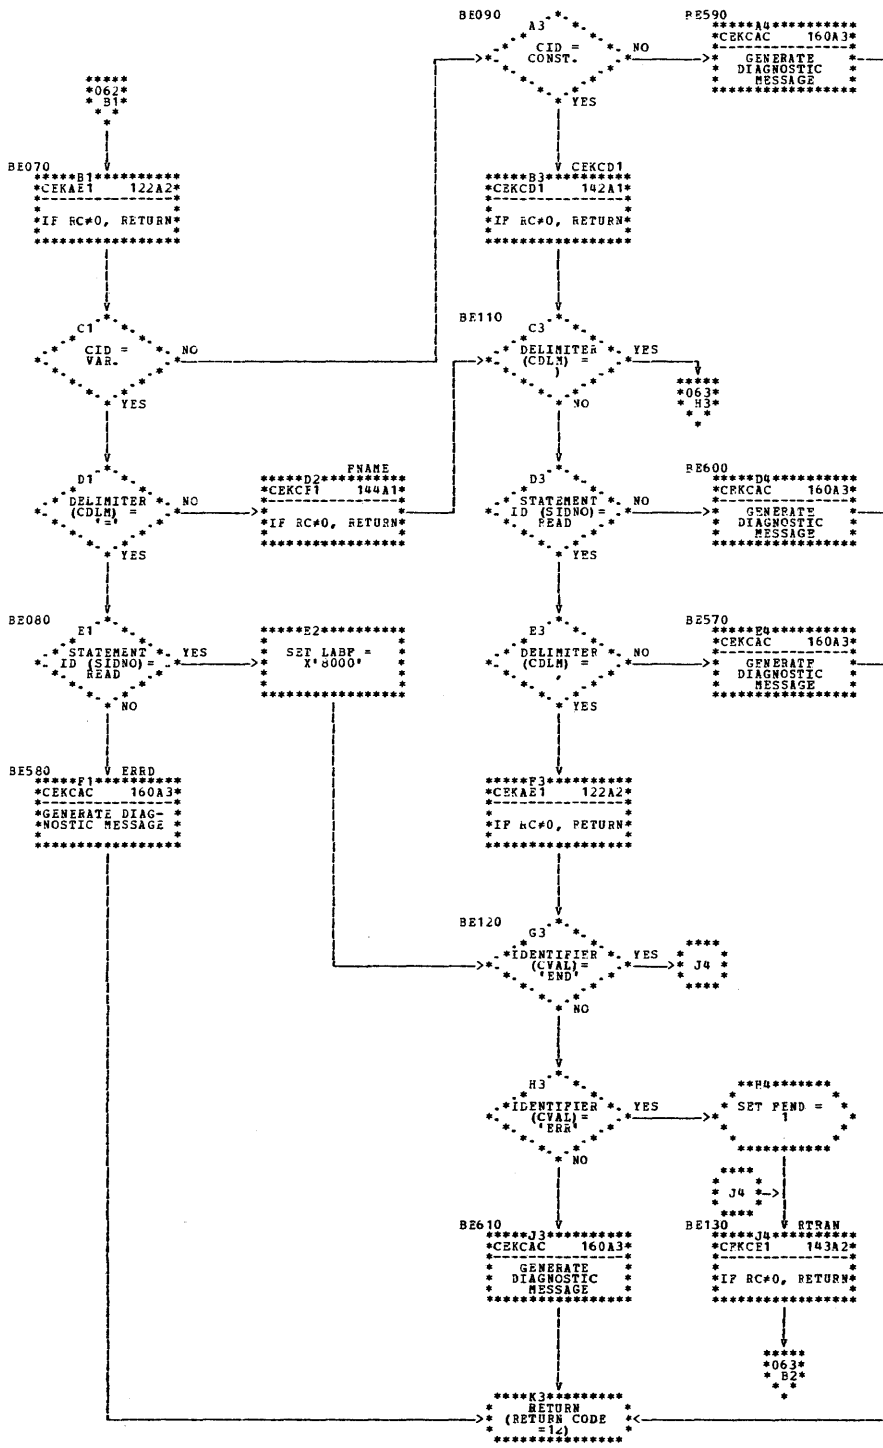 BE090
A3
CID =
CONST.
NO
YES
BE590
A4
CEKCAC 160A3
GENERATE
DIAGNOSTIC
MESSAGE
062
B1
BE070
B1
CEKAE1 122A2
IF RC≠0, RETURN
CEKCD1
B3
CEKCD1 142A1
IF RC≠0, RETURN
C1
CID =
VAR.
NO
YES
BE110
C3
DELIMITER
(CDLM) =
)
YES
NO
063
H3
D1
DELIMITER
(CDLM) =
'='
NO
YES
FNAME
D2
CEKCF1 144A1
IF RC≠0, RETURN
D3
STATEMENT
ID (SIDNO)=
READ
NO
YES
BE600
D4
CEKCAC 160A3
GENERATE
DIAGNOSTIC
MESSAGE
BE080
E1
STATEMENT
ID (SIDNO)=
READ
YES
NO
E2
SET LABF =
X'8000'
E3
DELIMITER
(CDLM) =
,
NO
YES
BE570
E4
CEKCAC 160A3
GENERATE
DIAGNOSTIC
MESSAGE
BE580
ERRD
F1
CEKCAC 160A3
GENERATE DIAG-
NOSTIC MESSAGE
F3
CEKAE1 122A2
IF RC≠0, RETURN
BE120
G3
IDENTIFIER
(CVAL)=
'END'
YES
NO
J4
H3
IDENTIFIER
(CVAL)=
'ERR'
YES
NO
H4
SET FEND =
1
J4
BE610
J3
CEKCAC 160A3
GENERATE
DIAGNOSTIC
MESSAGE
BE130
RTRAN
J4
CEKCE1 143A2
IF RC≠0, RETURN
063
B2
K3
RETURN
(RETURN CODE
=12)